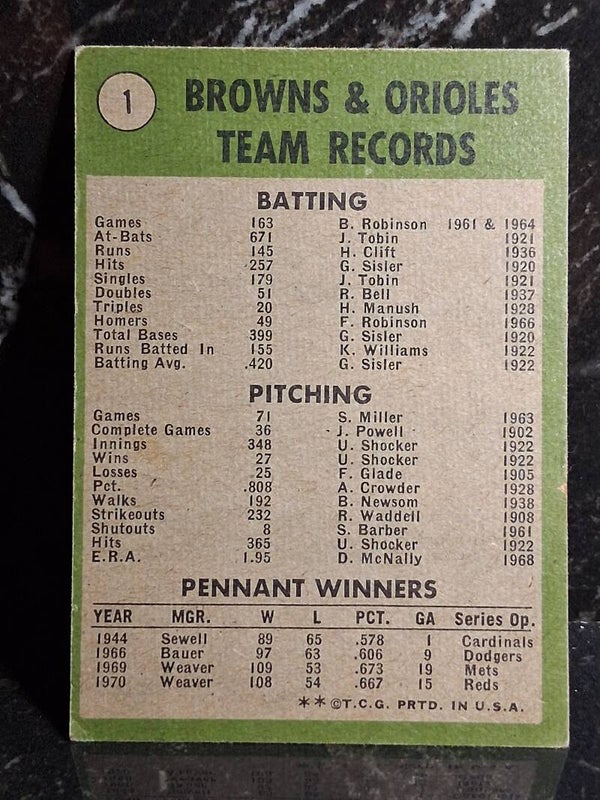 1
BROWNS & ORIOLES
TEAM RECORDS
BATTING
Games 163 B. Robinson 1961 & 1964
At-Bats 671 J. Tobin 1921
Runs 145 H. Clift 1936
Hits 257 G. Sisler 1920
Singles 179 J. Tobin 1921
Doubles 51 R. Bell 1937
Triples 20 H. Manush 1928
Homers 49 F. Robinson 1966
Total Bases 399 G. Sisler 1920
Runs Batted In 155 K. Williams 1922
Batting Avg. .420 G. Sisler 1922
PITCHING
Games 71 S. Miller 1963
Complete Games 36 J. Powell 1902
Innings 348 U. Shocker 1922
Wins 27 U. Shocker 1922
Losses 25 F. Glade 1905
Pct. .808 A. Crowder 1928
Walks 192 B. Newsom 1938
Strikeouts 232 R. Waddell 1908
Shutouts 8 S. Barber 1961
Hits 365 U. Shocker 1922
E.R.A. 1.95 D. McNally 1968
PENNANT WINNERS
YEAR MGR. W L PCT. GA Series Op.
1944 Sewell 89 65 .578 1 Cardinals
1966 Bauer 97 63 .606 9 Dodgers
1969 Weaver 109 53 .673 19 Mets
1970 Weaver 108 54 .667 15 Reds
** ©T.C.G. PRTD. IN U.S.A.